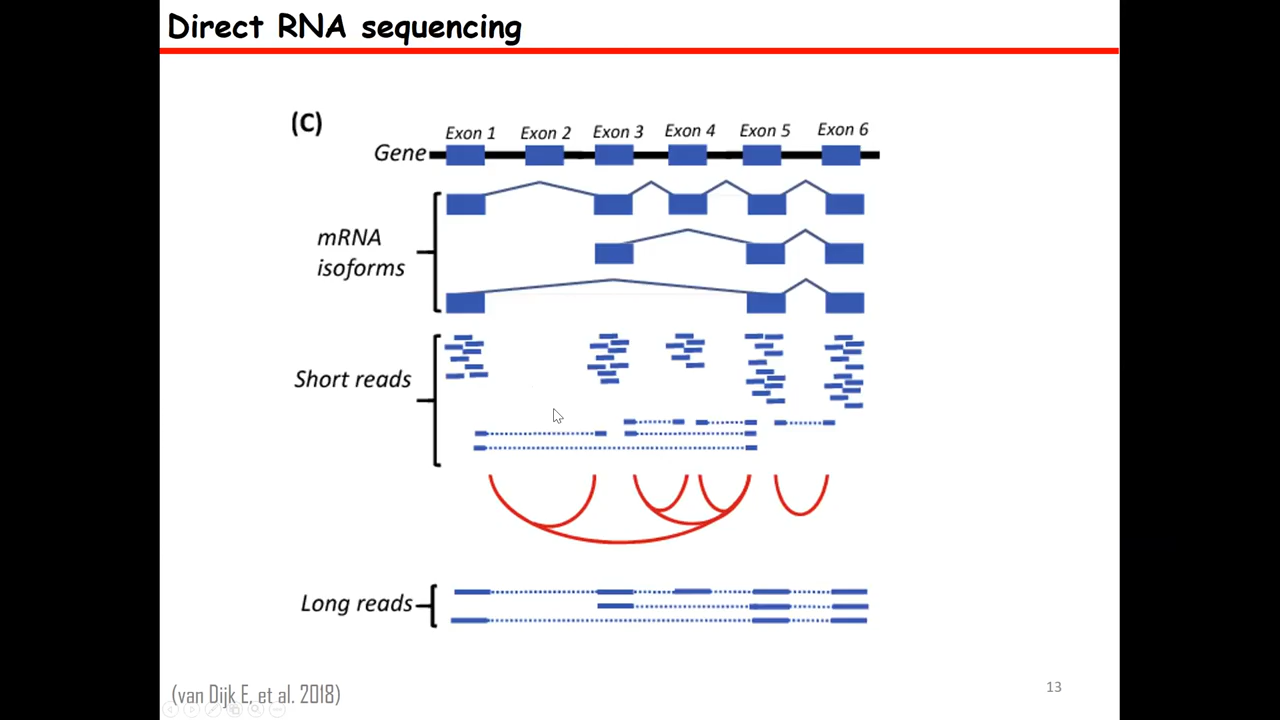 Direct RNA sequencing
(C)
Exon 1 Exon 2 Exon 3 Exon 4 Exon 5 Exon 6
Gene
mRNA
isoforms
Short reads
Long reads
(van Dijk E, et al. 2018)
13